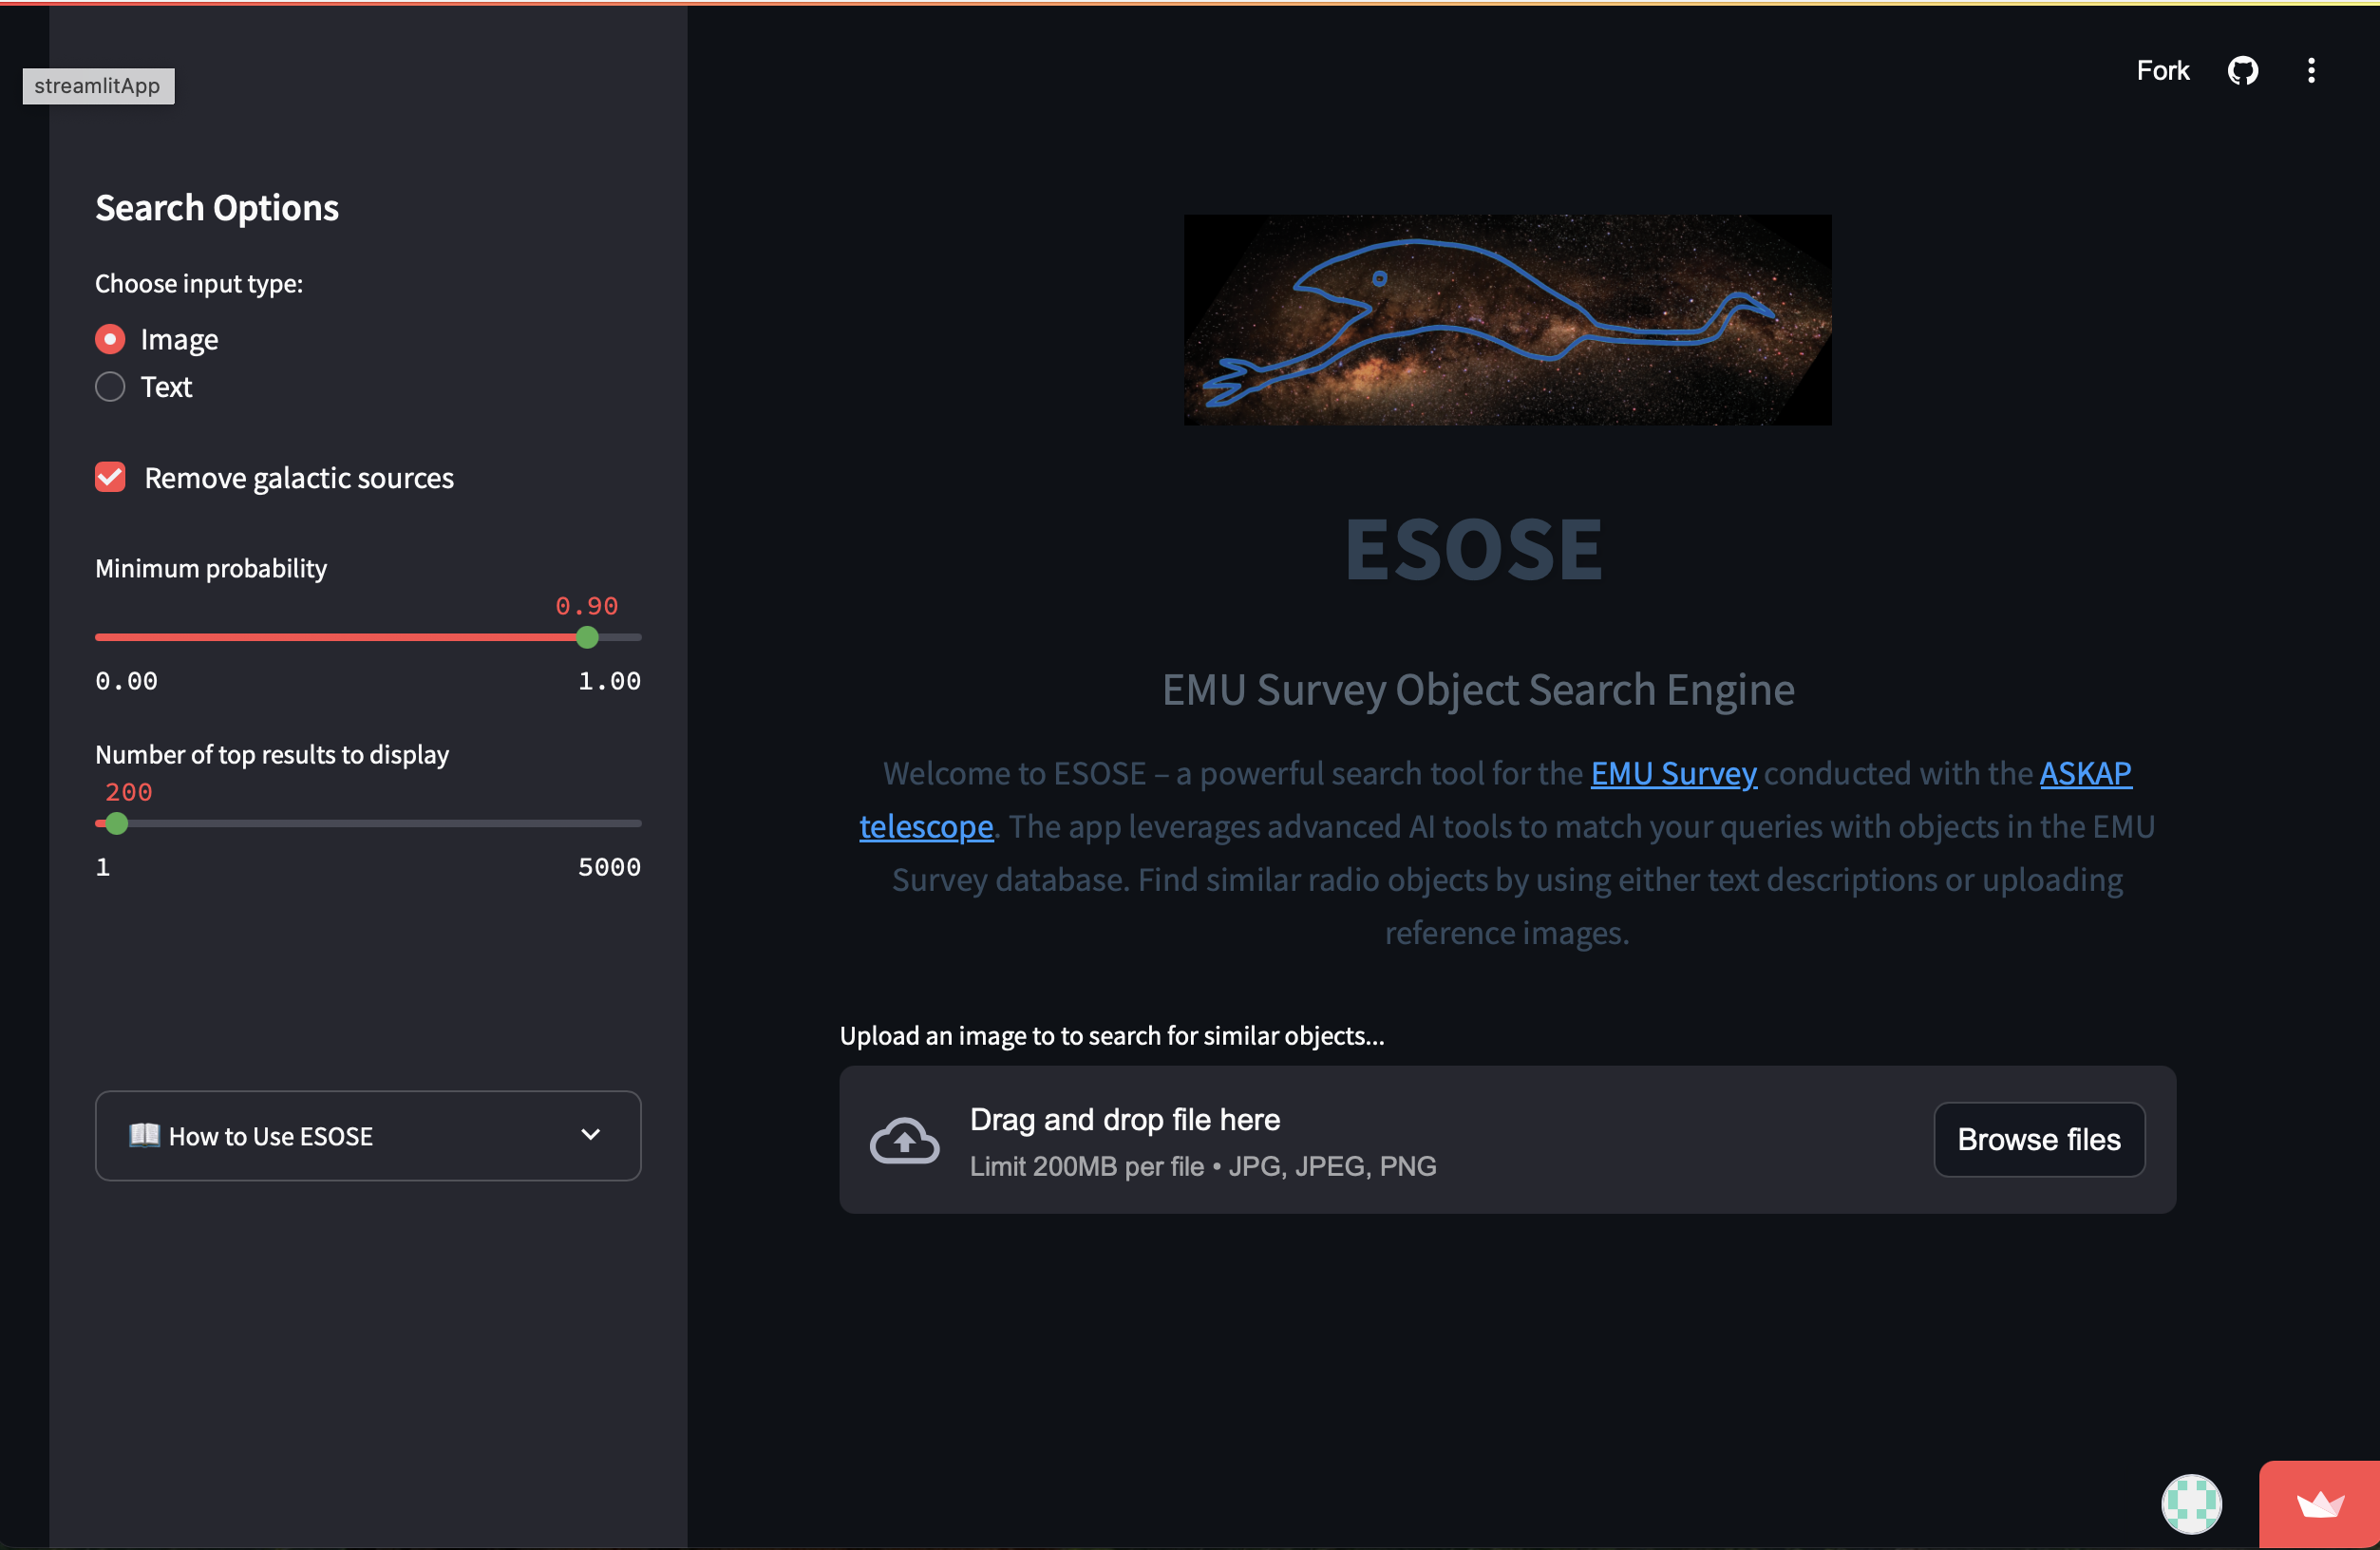 streamlitApp
Fork
Search Options
Choose input type:
Image
Text
Remove galactic sources
Minimum probability
0.90
0.00 1.00
Number of top results to display
200
1 5000
📖 How to Use ESOSE
ESOSE
EMU Survey Object Search Engine
Welcome to ESOSE – a powerful search tool for the EMU Survey conducted with the ASKAP
telescope. The app leverages advanced AI tools to match your queries with objects in the EMU
Survey database. Find similar radio objects by using either text descriptions or uploading
reference images.
Upload an image to to search for similar objects...
Drag and drop file here
Limit 200MB per file • JPG, JPEG, PNG
Browse files